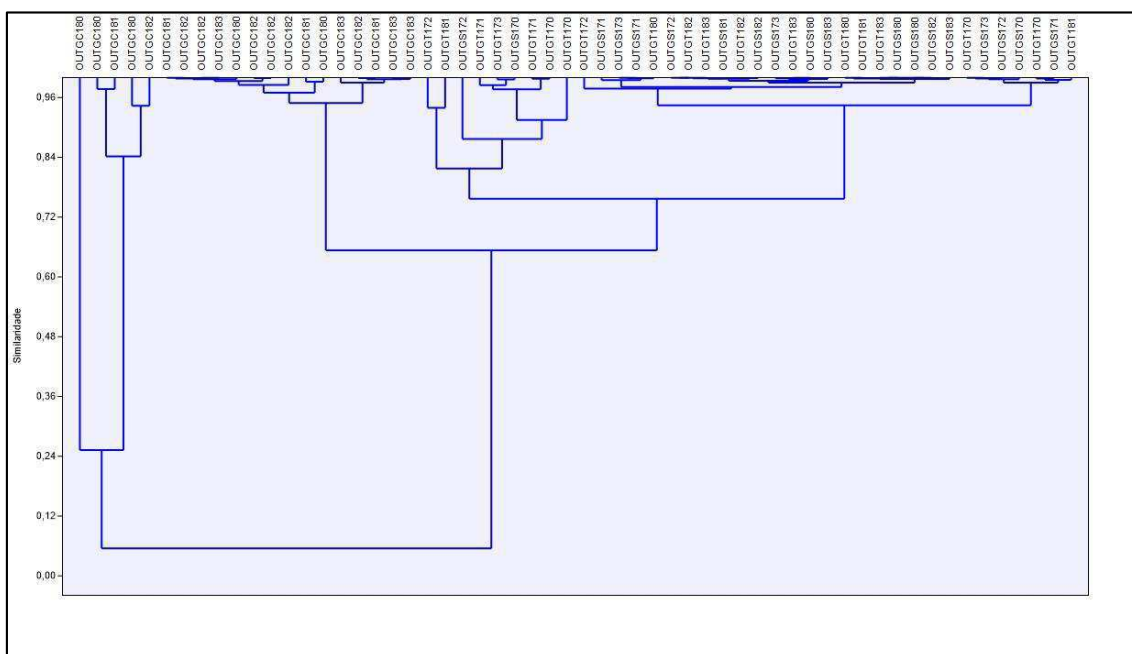 OUTGC180
OUTGC180
OUTGC181
OUTGC180
OUTGC182
OUTGC181
OUTGC182
OUTGC182
OUTGC183
OUTGC180
OUTGC182
OUTGC182
OUTGC182
OUTGC181
OUTGC180
OUTGC183
OUTGC182
OUTGC181
OUTGC183
OUTGC183
OUTGT172
OUTGT181
OUTGS172
OUTGT171
OUTGT173
OUTGS170
OUTGT171
OUTGT170
OUTGT170
OUTGT172
OUTGS171
OUTGS173
OUTGS171
OUTGT180
OUTGS172
OUTGT182
OUTGT183
OUTGS181
OUTGT182
OUTGS182
OUTGS173
OUTGT183
OUTGS180
OUTGS183
OUTGT180
OUTGT181
OUTGT183
OUTGS180
OUTGS180
OUTGS182
OUTGS183
OUTGT170
OUTGS173
OUTGS172
OUTGS170
OUTGT170
OUTGS171
OUTGT181
0,96
0,84
0,72
0,60
0,48
0,36
0,24
0,12
0,00
Similaridade